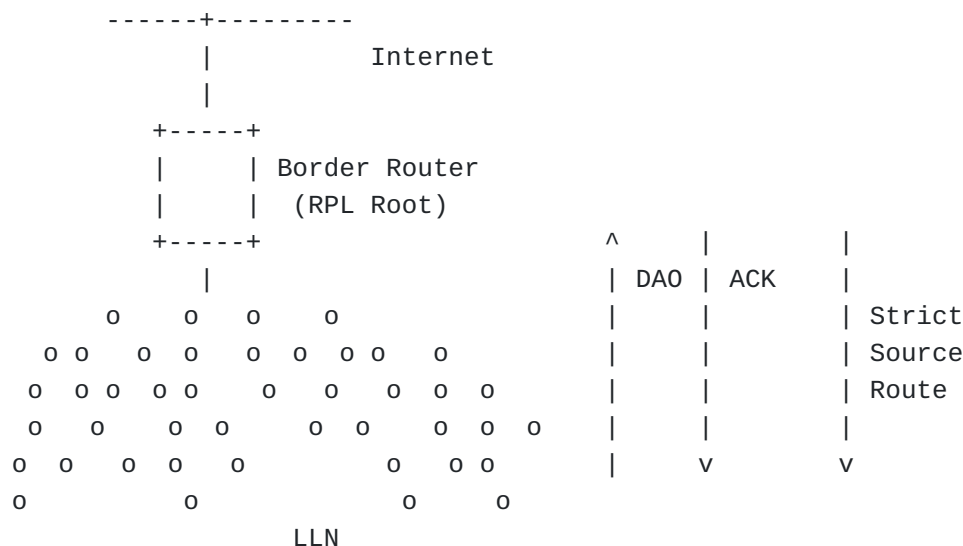 Internet
Border Router
(RPL Root)
DAO ACK
Strict
Source
Route
LLN